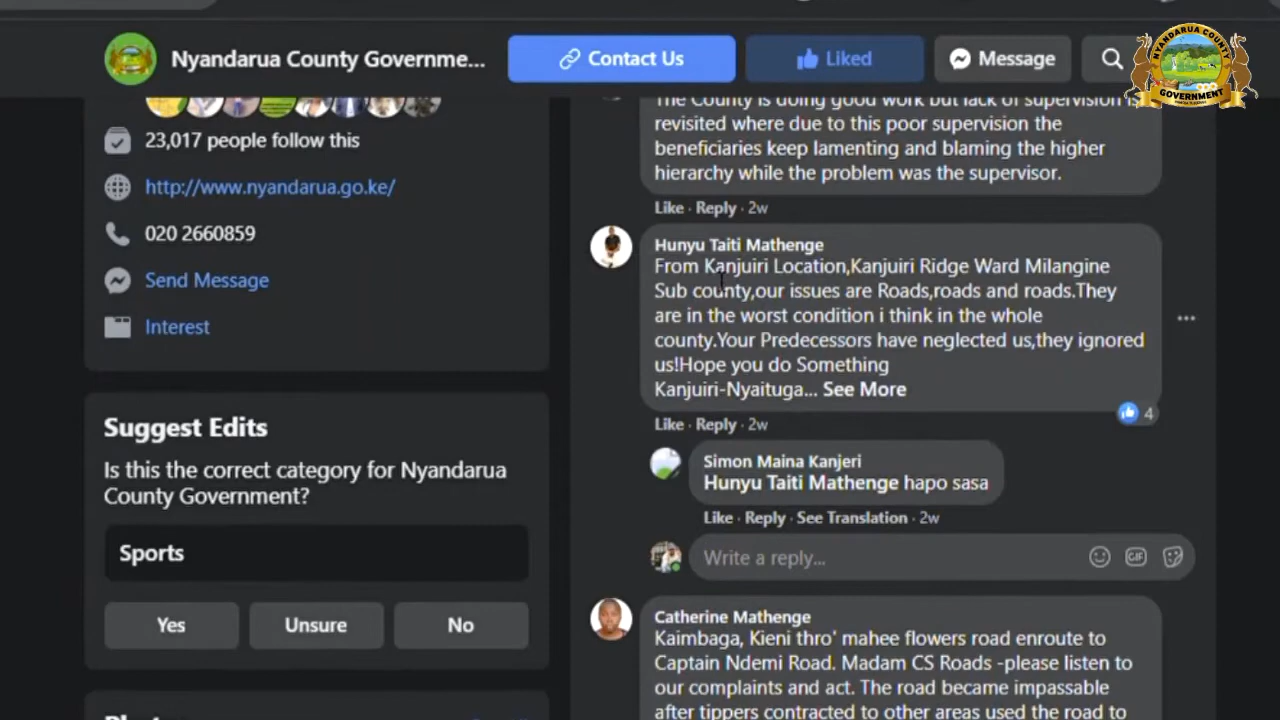 Nyandarua County Governme...
Contact Us
Liked
Message
NYANDARUA COUNTY
GOVERNMENT
23,017 people follow this
http://www.nyandarua.go.ke/
020 2660859
Send Message
Interest
Suggest Edits
Is this the correct category for Nyandarua
County Government?
Sports
Yes
Unsure
No
The County is doing good work but lack of supervision is
revisited where due to this poor supervision the
beneficiaries keep lamenting and blaming the higher
hierarchy while the problem was the supervisor.
Like · Reply · 2w
Hunyu Taiti Mathenge
From Kanjuiri Location,Kanjuiri Ridge Ward Milangine
Sub county,our issues are Roads,roads and roads.They
are in the worst condition i think in the whole
county.Your Predecessors have neglected us,they ignored
us!Hope you do Something
Kanjuiri-Nyaituga... See More
4
Like · Reply · 2w
Simon Maina Kanjeri
Hunyu Taiti Mathenge hapo sasa
Like · Reply · See Translation · 2w
Write a reply...
GIF
Catherine Mathenge
Kaimbaga, Kieni thro' mahee flowers road enroute to
Captain Ndemi Road. Madam CS Roads -please listen to
our complaints and act. The road became impassable
after tippers contracted to other areas used the road to